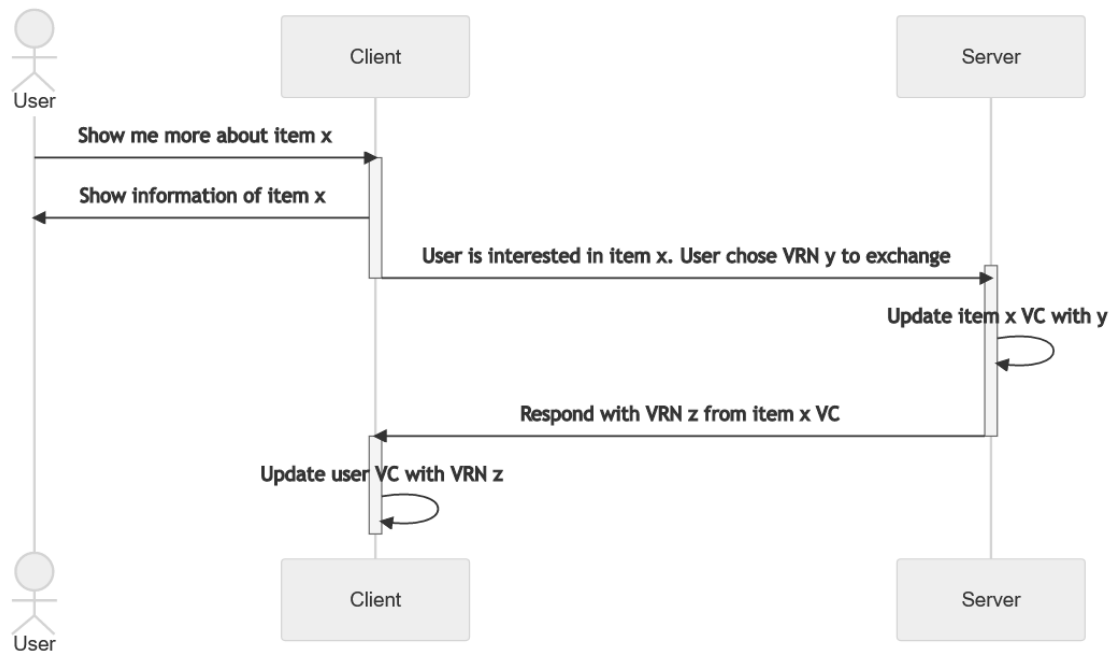 Client
Server
User
Show me more about item x
Show information of item x
User is interested in item x. User chose VRN y to exchange
Update item x VC with y
Respond with VRN z from item x VC
Update user VC with VRN z
Client
Server
User